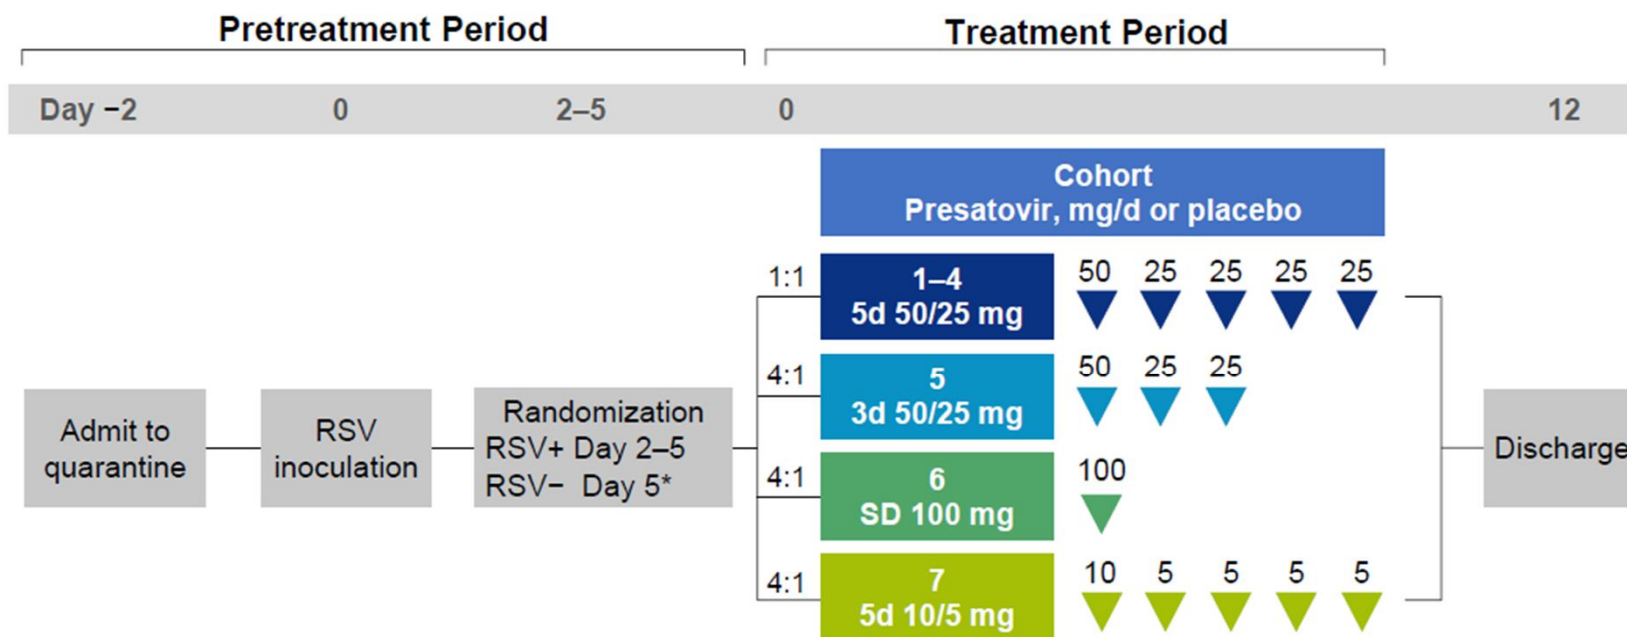 Pretreatment Period
Treatment Period
Day −2
0
2–5
0
12
Cohort
Presatovir, mg/d or placebo
1:1
1–4
5d 50/25 mg
50 25 25 25 25
4:1
5
3d 50/25 mg
50 25 25
4:1
6
SD 100 mg
100
4:1
7
5d 10/5 mg
10 5 5 5 5
Admit to
quarantine
RSV
inoculation
Randomization
RSV+ Day 2–5
RSV− Day 5*
Discharge